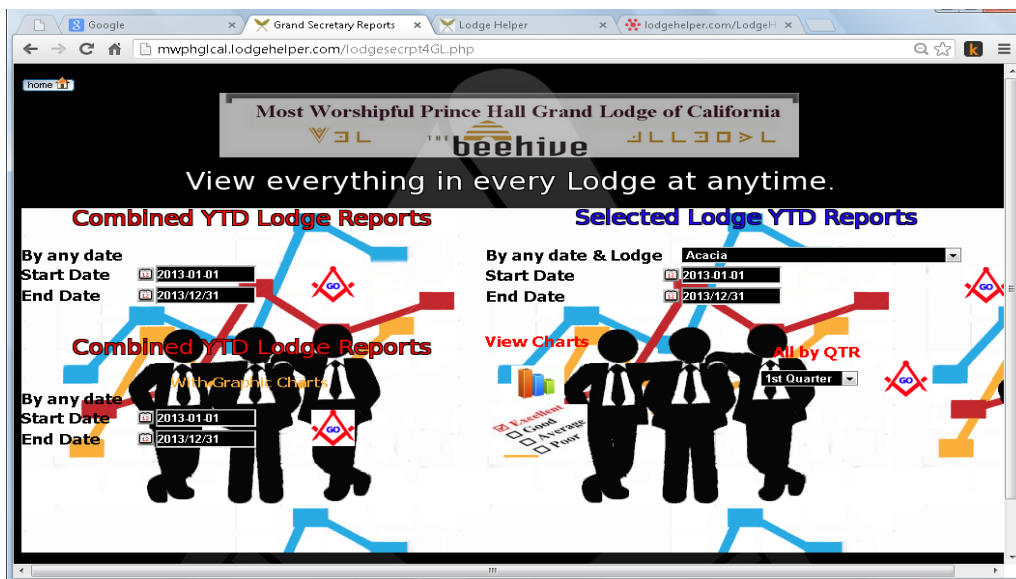 Google
Grand Secretary Reports
Lodge Helper
lodgehelper.com/LodgeH
mwphglcal.lodgehelper.com/lodgesecrpt4GL.php
k
home
Most Worshipful Prince Hall Grand Lodge of California
THE beehive
View everything in every Lodge at anytime.
Combined YTD Lodge Reports
By any date
Start Date 2013-01-01
End Date 2013/12/31
GO
Combined YTD Lodge Reports
With Graphic Charts
By any date
Start Date 2013-01-01
End Date 2013/12/31
GO
Selected Lodge YTD Reports
By any date & Lodge Acacia
Start Date 2013-01-01
End Date 2013/12/31
GO
View Charts
Excellent
Good
Average
Poor
All by QTR
1st Quarter
GO